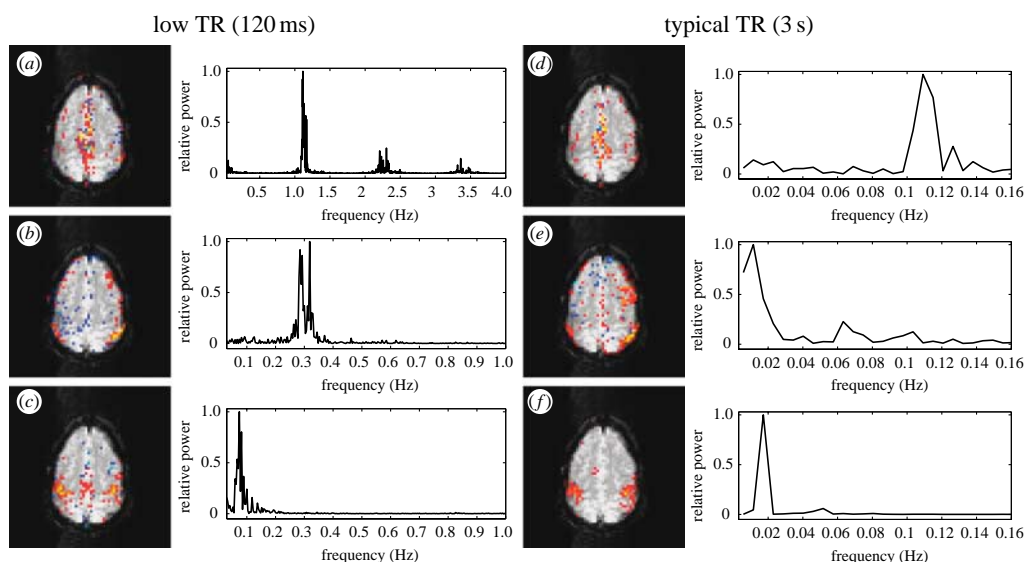 low TR (120 ms)
typical TR (3 s)
(a)
relative power
1.0
0.5
0
0.5 1.0 1.5 2.0 2.5 3.0 3.5 4.0
frequency (Hz)
(d)
relative power
1.0
0.5
0
0.02 0.04 0.06 0.08 0.1 0.12 0.14 0.16
frequency (Hz)
(b)
relative power
1.0
0.5
0
0.1 0.2 0.3 0.4 0.5 0.6 0.7 0.8 0.9 1.0
frequency (Hz)
(e)
relative power
1.0
0.5
0
0.02 0.04 0.06 0.08 0.1 0.12 0.14 0.16
frequency (Hz)
(c)
relative power
1.0
0.5
0
0.1 0.2 0.3 0.4 0.5 0.6 0.7 0.8 0.9 1.0
frequency (Hz)
(f)
relative power
1.0
0.5
0
0.02 0.04 0.06 0.08 0.1 0.12 0.14 0.16
frequency (Hz)